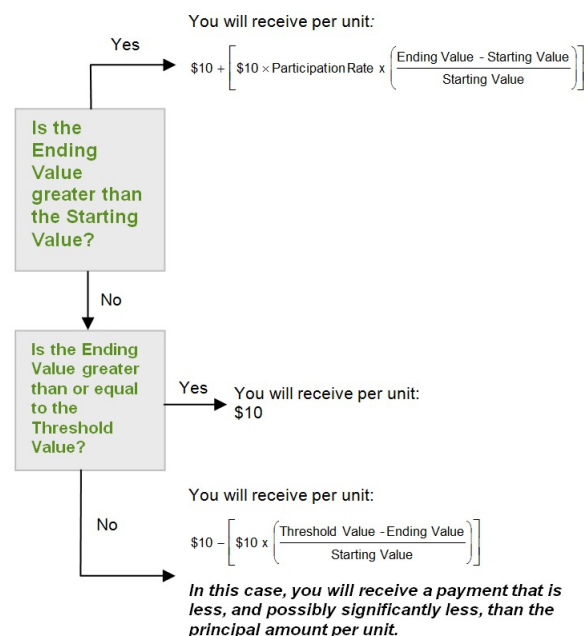 You will receive per unit:
Yes
$10 + [ $10 × Participation Rate x ( Ending Value - Starting Value / Starting Value ) ]
Is the
Ending
Value
greater than
the Starting
Value?
No
Is the Ending
Value greater
than or equal
to the
Threshold
Value?
Yes
You will receive per unit:
$10
You will receive per unit:
No
$10 – [ $10 x ( Threshold Value - Ending Value / Starting Value ) ]
In this case, you will receive a payment that is
less, and possibly significantly less, than the
principal amount per unit.